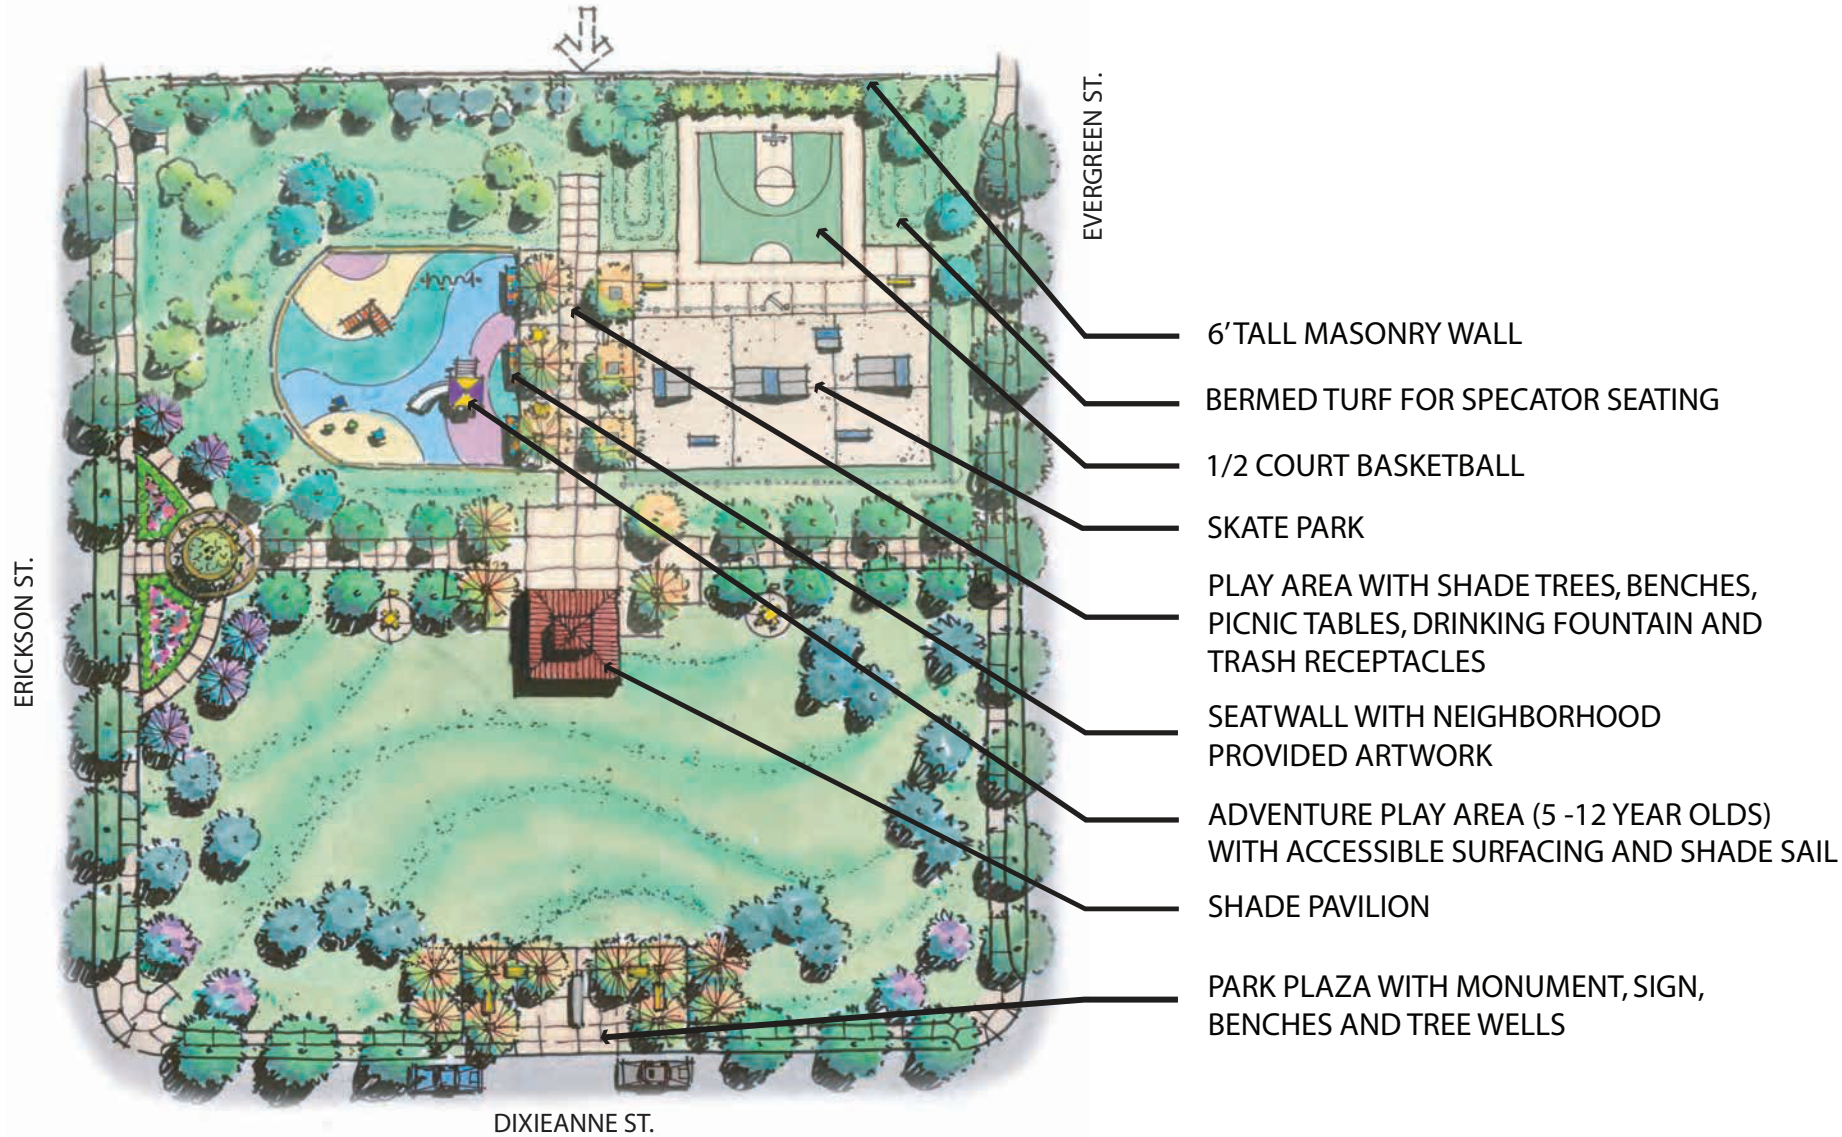 EVERGREEN ST.
6' TALL MASONRY WALL
BERMED TURF FOR SPECATOR SEATING
1/2 COURT BASKETBALL
SKATE PARK
PLAY AREA WITH SHADE TREES, BENCHES,
PICNIC TABLES, DRINKING FOUNTAIN AND
TRASH RECEPTACLES
SEATWALL WITH NEIGHBORHOOD
PROVIDED ARTWORK
ADVENTURE PLAY AREA (5 -12 YEAR OLDS)
WITH ACCESSIBLE SURFACING AND SHADE SAIL
SHADE PAVILION
PARK PLAZA WITH MONUMENT, SIGN,
BENCHES AND TREE WELLS
ERICKSON ST.
DIXIEANNE ST.